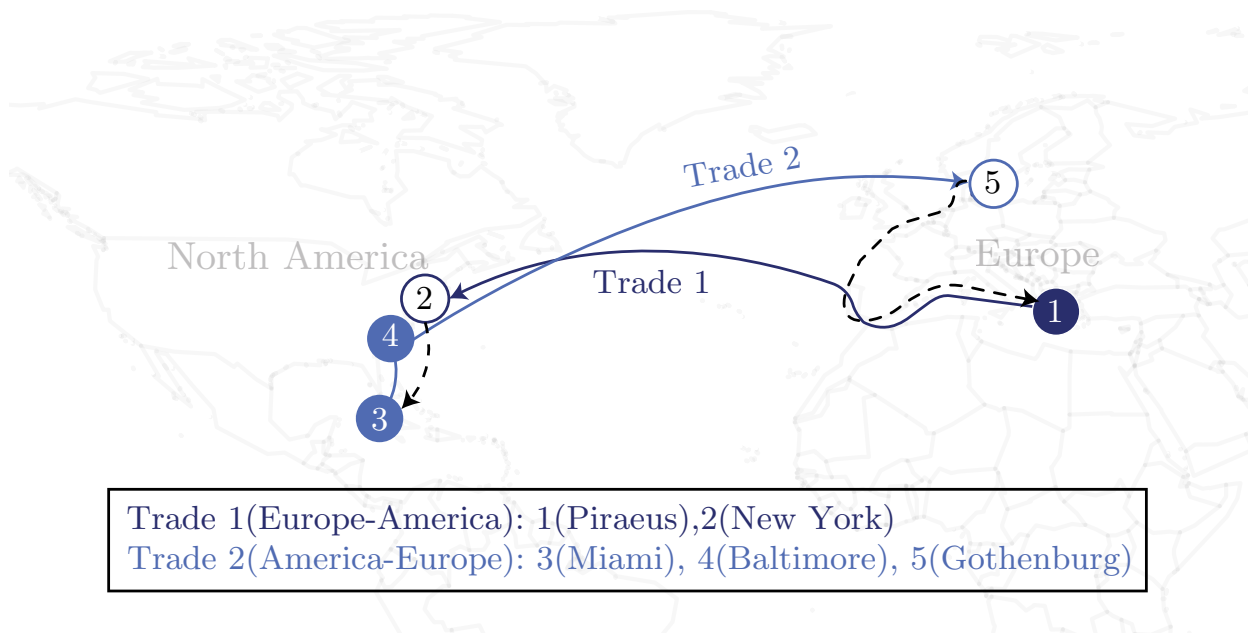 Trade 2
5
North America
Europe
2
Trade 1
1
4
3
Trade 1(Europe-America): 1(Piraeus),2(New York)
Trade 2(America-Europe): 3(Miami), 4(Baltimore), 5(Gothenburg)